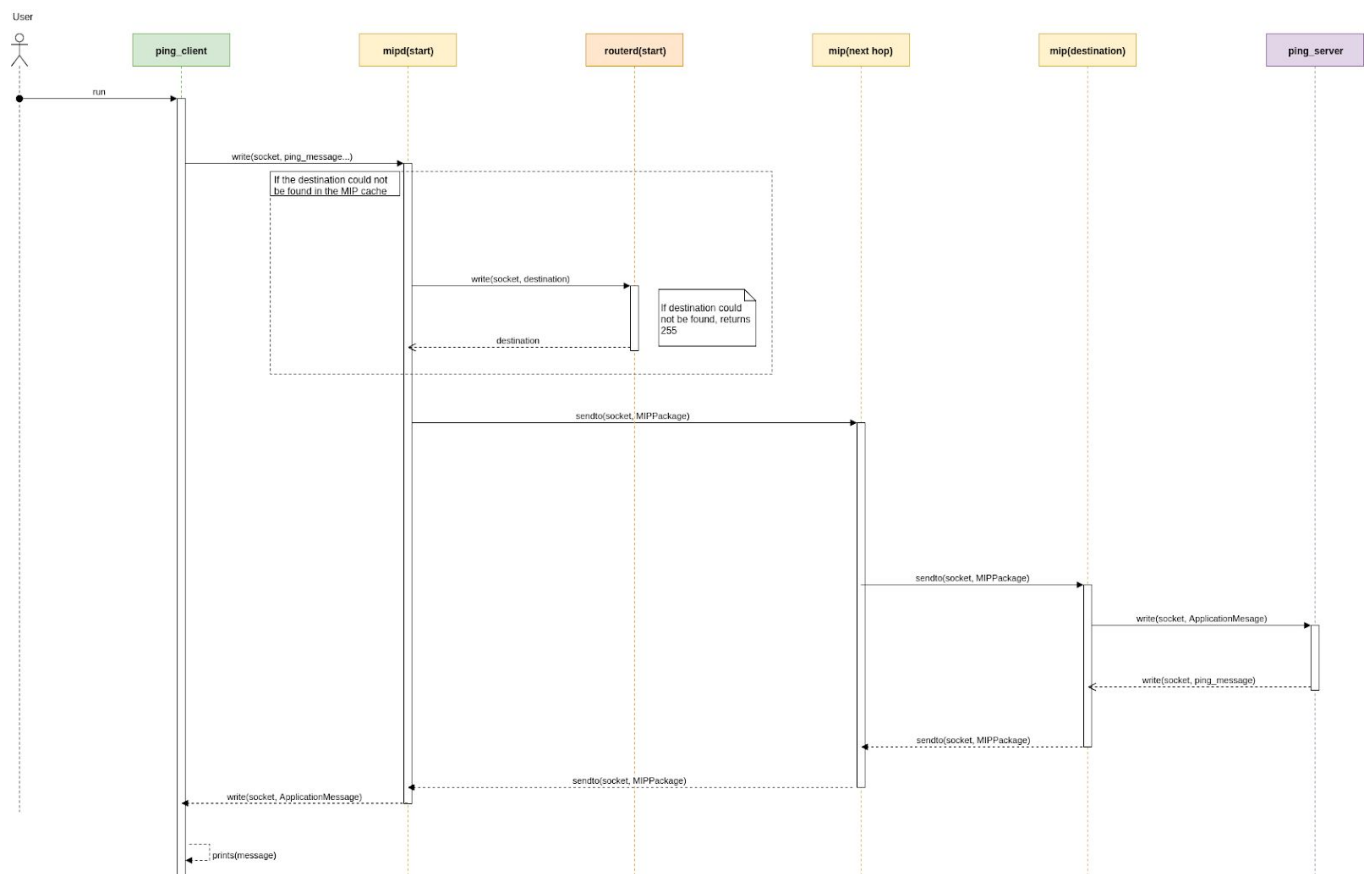 User
ping_client
mipd(start)
routerd(start)
mip(next hop)
mip(destination)
ping_server
run
write(socket, ping_message...)
If the destination could not
be found in the MIP cache
write(socket, destination)
If destination could
not be found, returns
255
destination
sendto(socket, MIPPackage)
sendto(socket, MIPPackage)
write(socket, ApplicationMesage)
write(socket, ping_message)
sendto(socket, MIPPackage)
sendto(socket, MIPPackage)
write(socket, ApplicationMessage)
prints(message)